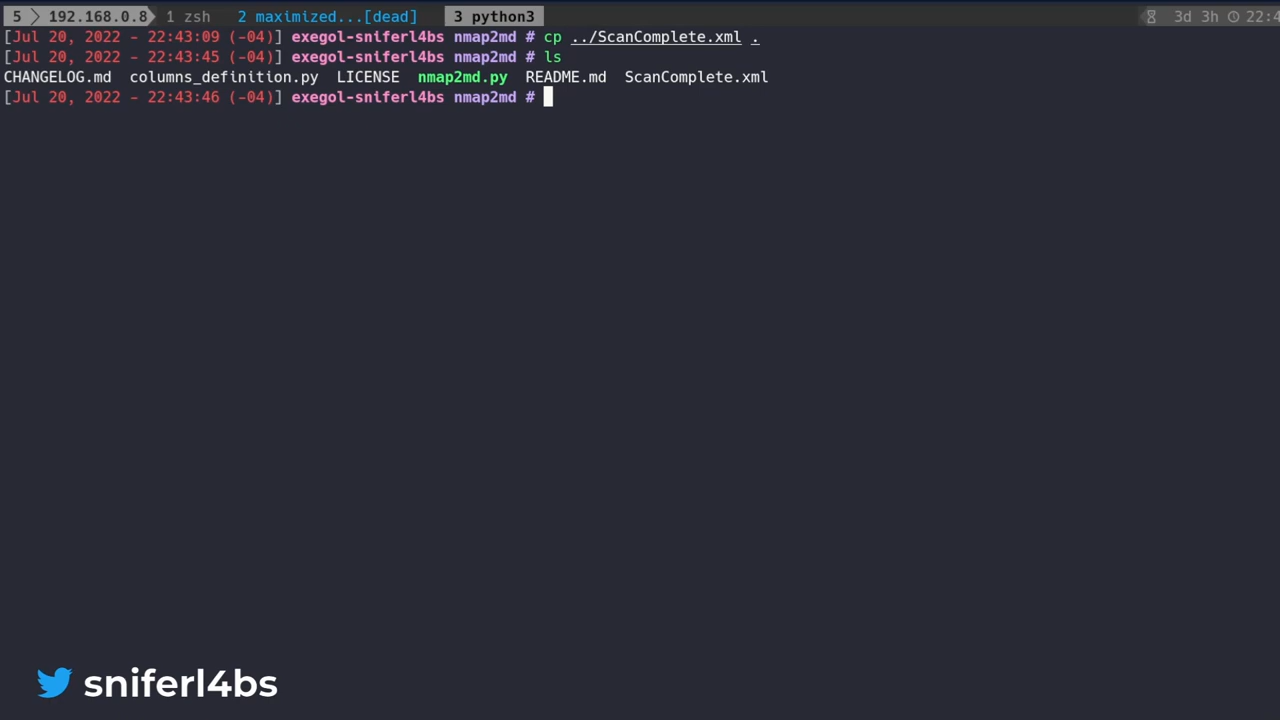 5 192.168.0.8 1 zsh 2 maximized...[dead] 3 python3 3d 3h 22:4
[Jul 20, 2022 - 22:43:09 (-04)] exegol-sniferl4bs nmap2md # cp ../ScanComplete.xml .
[Jul 20, 2022 - 22:43:45 (-04)] exegol-sniferl4bs nmap2md # ls
CHANGELOG.md columns_definition.py LICENSE nmap2md.py README.md ScanComplete.xml
[Jul 20, 2022 - 22:43:46 (-04)] exegol-sniferl4bs nmap2md #
sniferl4bs